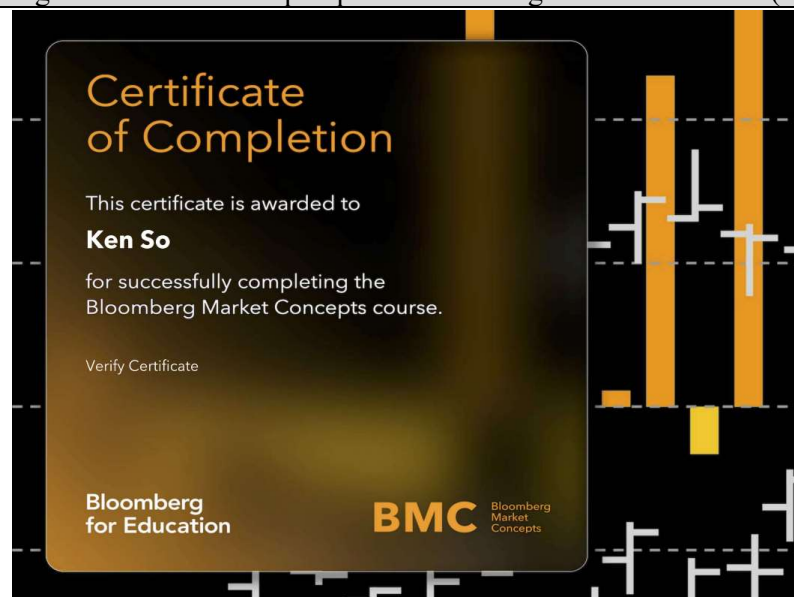 Certificate
of Completion
This certificate is awarded to
Ken So
for successfully completing the
Bloomberg Market Concepts course.
Verify Certificate
Bloomberg
for Education
BMC
Bloomberg
Market
Concepts